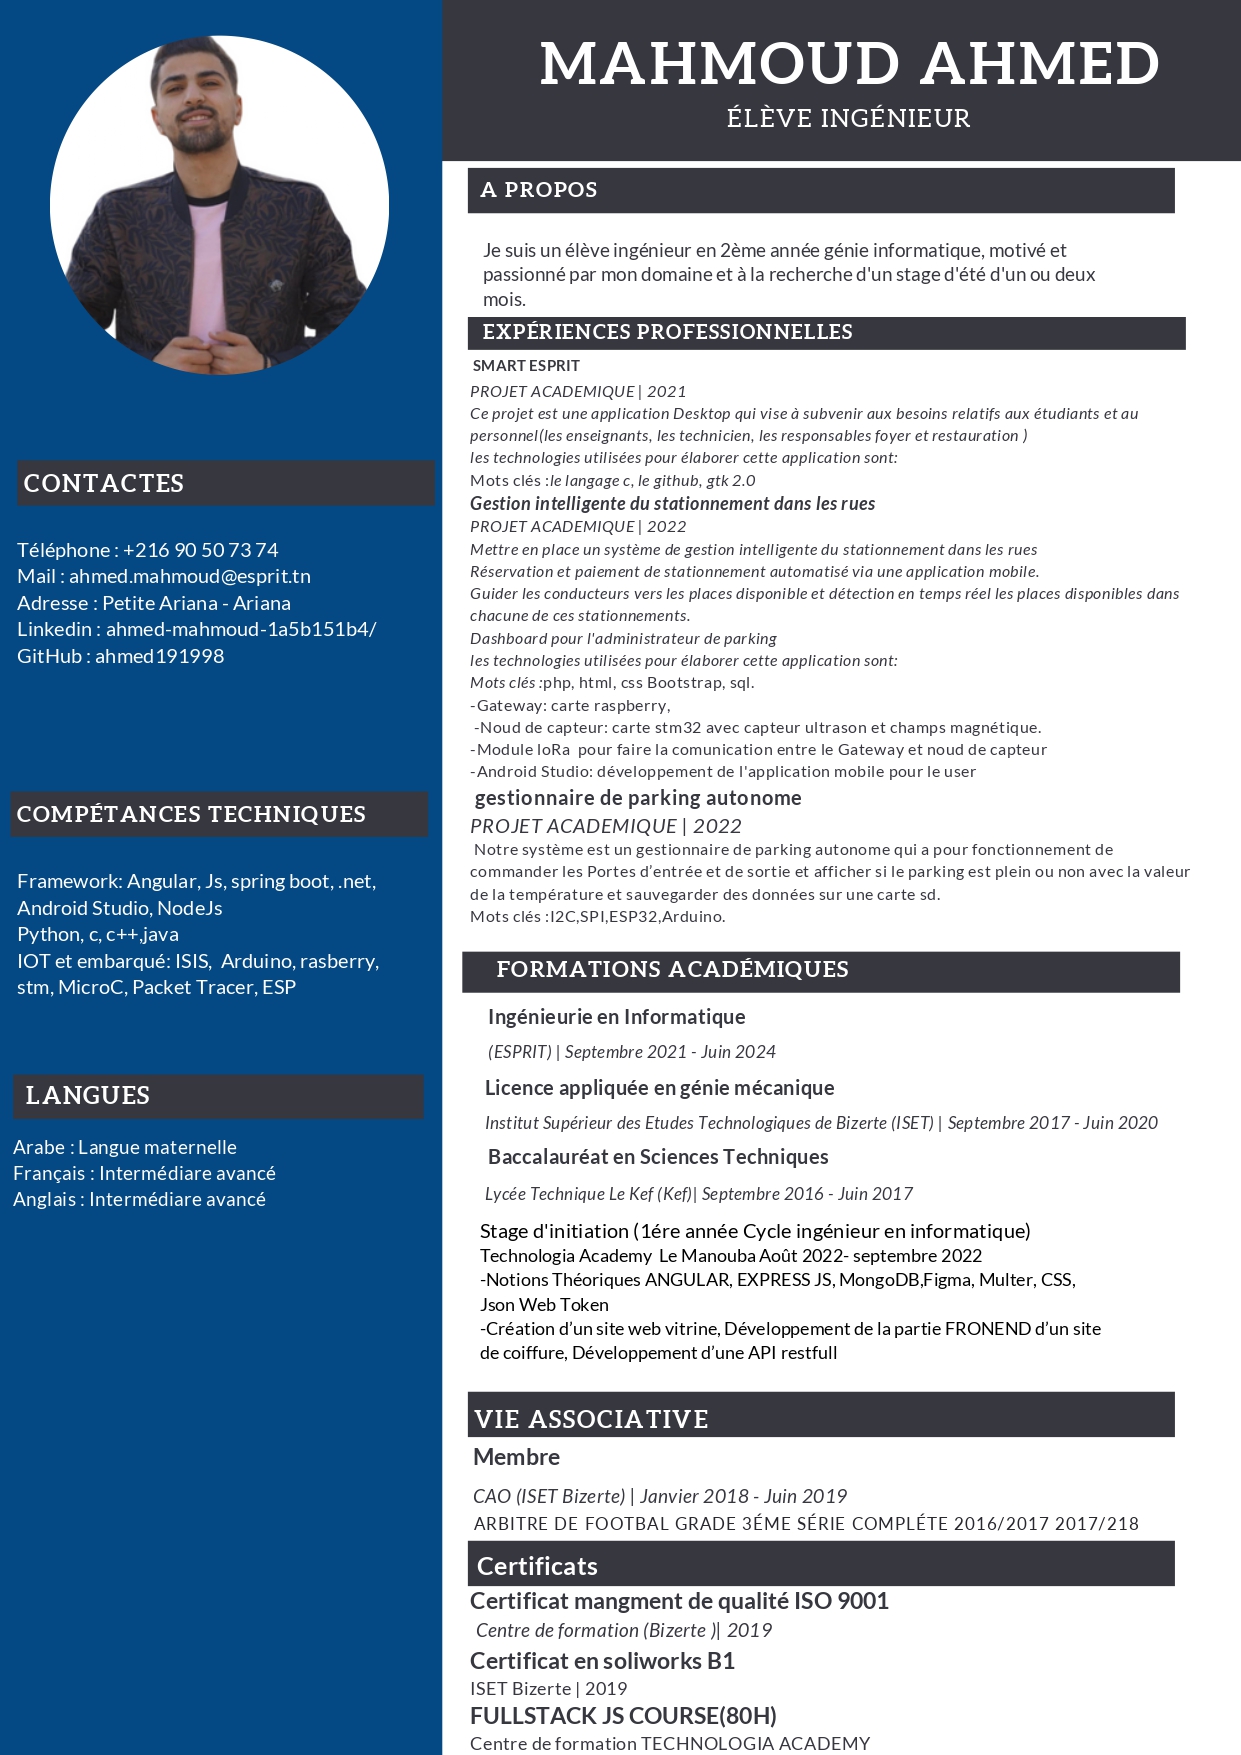 MAHMOUD AHMED
ÉLÈVE INGÉNIEUR
CONTACTES
Téléphone : +216 90 50 73 74
Mail : ahmed.mahmoud@esprit.tn
Adresse : Petite Ariana - Ariana
Linkedin : ahmed-mahmoud-1a5b151b4/
GitHub : ahmed191998
COMPÉTANCES TECHNIQUES
Framework: Angular, Js, spring boot, .net,
Android Studio, NodeJs
Python, c, c++,java
IOT et embarqué: ISIS, Arduino, rasberry,
stm, MicroC, Packet Tracer, ESP
LANGUES
Arabe : Langue maternelle
Français : Intermédiare avancé
Anglais : Intermédiare avancé
A PROPOS
Je suis un élève ingénieur en 2ème année génie informatique, motivé et
passionné par mon domaine et à la recherche d'un stage d'été d'un ou deux
mois.
EXPÉRIENCES PROFESSIONNELLES
SMART ESPRIT
PROJET ACADEMIQUE | 2021
Ce projet est une application Desktop qui vise à subvenir aux besoins relatifs aux étudiants et au
personnel(les enseignants, les technicien, les responsables foyer et restauration )
les technologies utilisées pour élaborer cette application sont:
Mots clés :le langage c, le github, gtk 2.0
Gestion intelligente du stationnement dans les rues
PROJET ACADEMIQUE | 2022
Mettre en place un système de gestion intelligente du stationnement dans les rues
Réservation et paiement de stationnement automatisé via une application mobile.
Guider les conducteurs vers les places disponible et détection en temps réel les places disponibles dans
chacune de ces stationnements.
Dashboard pour l'administrateur de parking
les technologies utilisées pour élaborer cette application sont:
Mots clés :php, html, css Bootstrap, sql.
-Gateway: carte raspberry,
-Noud de capteur: carte stm32 avec capteur ultrason et champs magnétique.
-Module loRa pour faire la comunication entre le Gateway et noud de capteur
-Android Studio: développement de l'application mobile pour le user
gestionnaire de parking autonome
PROJET ACADEMIQUE | 2022
Notre système est un gestionnaire de parking autonome qui a pour fonctionnement de
commander les Portes d’entrée et de sortie et afficher si le parking est plein ou non avec la valeur
de la température et sauvegarder des données sur une carte sd.
Mots clés :I2C,SPI,ESP32,Arduino.
FORMATIONS ACADÉMIQUES
Ingénieurie en Informatique
(ESPRIT) | Septembre 2021 - Juin 2024
Licence appliquée en génie mécanique
Institut Supérieur des Etudes Technologiques de Bizerte (ISET) | Septembre 2017 - Juin 2020
Baccalauréat en Sciences Techniques
Lycée Technique Le Kef (Kef)| Septembre 2016 - Juin 2017
Stage d'initiation (1ére année Cycle ingénieur en informatique)
Technologia Academy Le Manouba Août 2022- septembre 2022
-Notions Théoriques ANGULAR, EXPRESS JS, MongoDB,Figma, Multer, CSS,
Json Web Token
-Création d’un site web vitrine, Développement de la partie FRONEND d’un site
de coiffure, Développement d’une API restfull
VIE ASSOCIATIVE
Membre
CAO (ISET Bizerte) | Janvier 2018 - Juin 2019
ARBITRE DE FOOTBAL GRADE 3ÉME SÉRIE COMPLÉTE 2016/2017 2017/218
Certificats
Certificat mangment de qualité ISO 9001
Centre de formation (Bizerte )| 2019
Certificat en soliworks B1
ISET Bizerte | 2019
FULLSTACK JS COURSE(80H)
Centre de formation TECHNOLOGIA ACADEMY